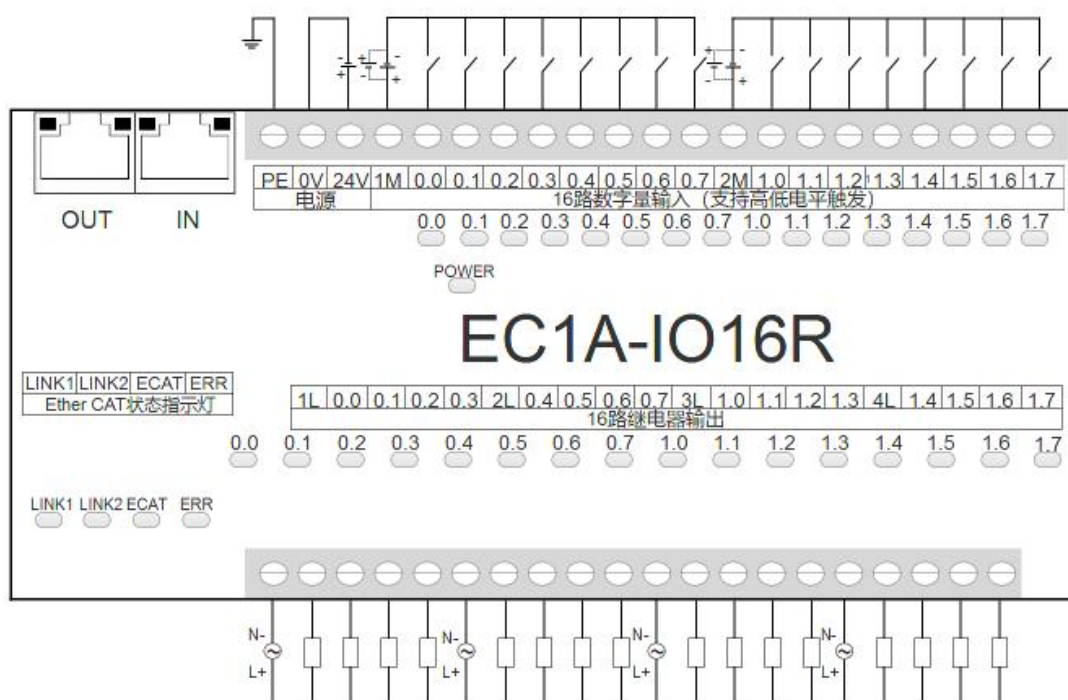 - + - + - + - + - +
OUT IN
PE 0V 24V 1M 0.0 0.1 0.2 0.3 0.4 0.5 0.6 0.7 2M 1.0 1.1 1.2 1.3 1.4 1.5 1.6 1.7
电源 16路数字量输入（支持高低电平触发）
0.0 0.1 0.2 0.3 0.4 0.5 0.6 0.7 1.0 1.1 1.2 1.3 1.4 1.5 1.6 1.7
POWER
EC1A-IO16R
LINK1 LINK2 ECAT ERR
Ether CAT状态指示灯
1L 0.0 0.1 0.2 0.3 2L 0.4 0.5 0.6 0.7 3L 1.0 1.1 1.2 1.3 4L 1.4 1.5 1.6 1.7
16路继电器输出
0.0 0.1 0.2 0.3 0.4 0.5 0.6 0.7 1.0 1.1 1.2 1.3 1.4 1.5 1.6 1.7
LINK1 LINK2 ECAT ERR
N- N- N- N-
L+ L+ L+ L+